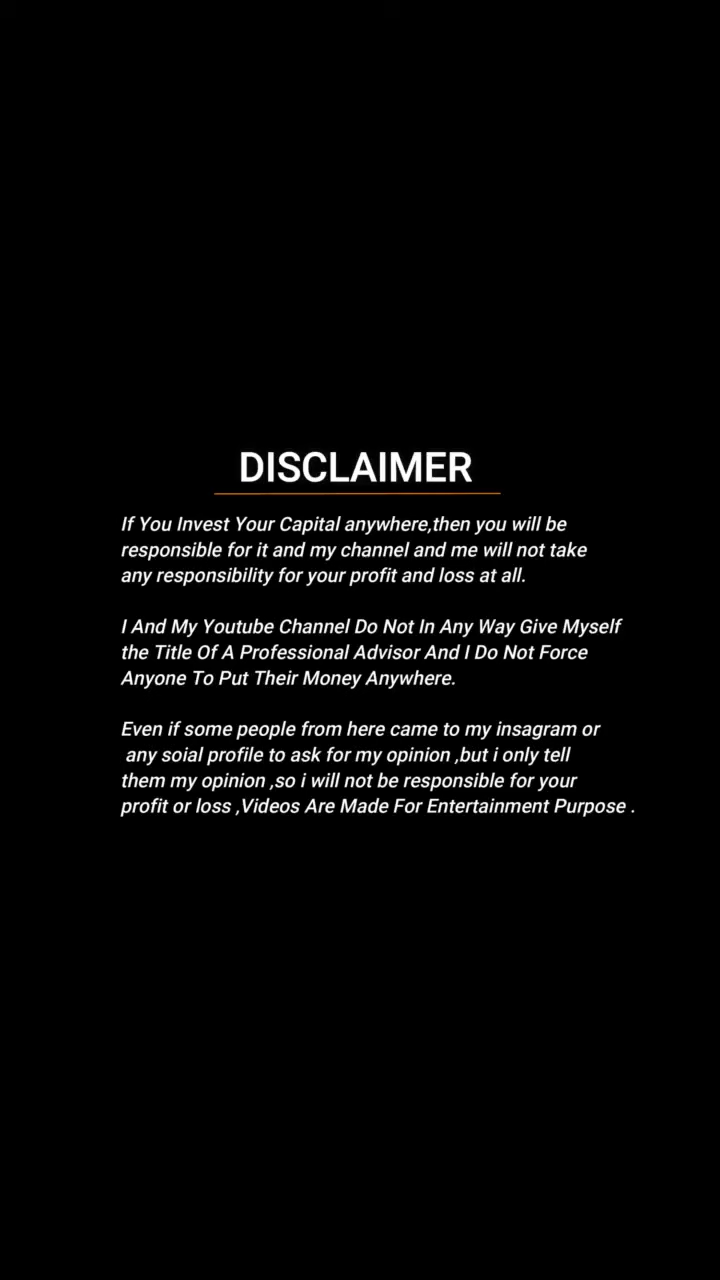 DISCLAIMER
If You Invest Your Capital anywhere,then you will be
responsible for it and my channel and me will not take
any responsibility for your profit and loss at all.
I And My Youtube Channel Do Not In Any Way Give Myself
the Title Of A Professional Advisor And I Do Not Force
Anyone To Put Their Money Anywhere.
Even if some people from here came to my insagram or
any soial profile to ask for my opinion ,but i only tell
them my opinion ,so i will not be responsible for your
profit or loss ,Videos Are Made For Entertainment Purpose .